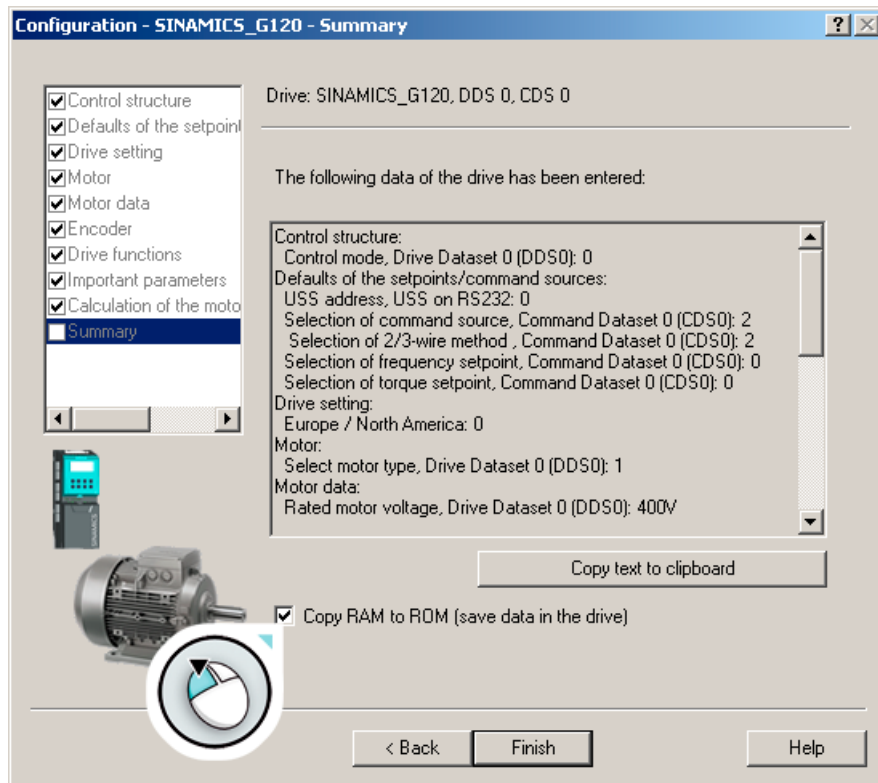 Configuration - SINAMICS_G120 - Summary
Control structure
Defaults of the setpoint
Drive setting
Motor
Motor data
Encoder
Drive functions
Important parameters
Calculation of the moto
Summary
Drive: SINAMICS_G120, DDS 0, CDS 0
The following data of the drive has been entered:
Control structure:
Control mode, Drive Dataset 0 (DDS0): 0
Defaults of the setpoints/command sources:
USS address, USS on RS232: 0
Selection of command source, Command Dataset 0 (CDS0): 2
Selection of 2/3-wire method , Command Dataset 0 (CDS0): 2
Selection of frequency setpoint, Command Dataset 0 (CDS0): 0
Selection of torque setpoint, Command Dataset 0 (CDS0): 0
Drive setting:
Europe / North America: 0
Motor:
Select motor type, Drive Dataset 0 (DDS0): 1
Motor data:
Rated motor voltage, Drive Dataset 0 (DDS0): 400V
Copy text to clipboard
Copy RAM to ROM (save data in the drive)
SINAMICS
< Back
Finish
Help